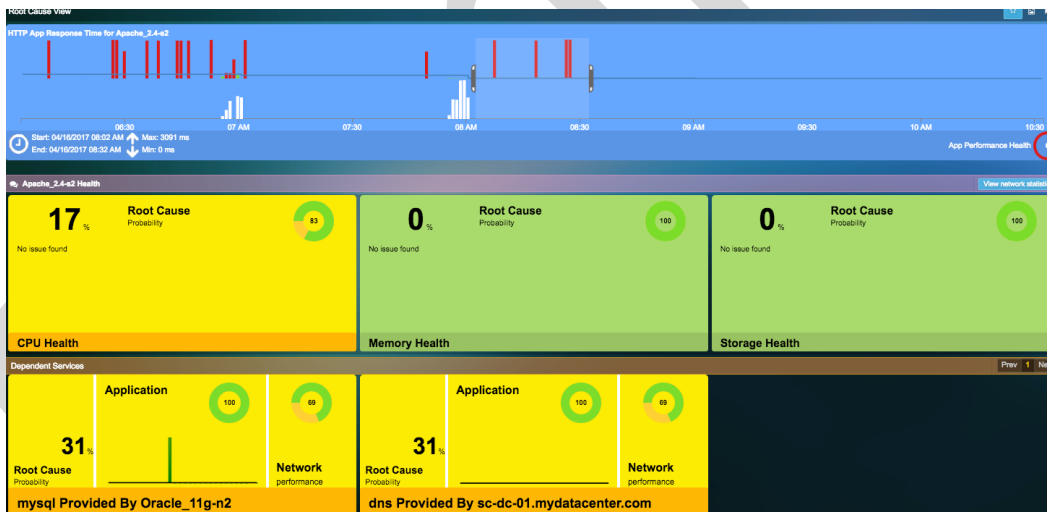 Root Cause View
HTTP App Response Time for Apache_2.4-s2
06:30 07 AM 07:30 08 AM 08:30 09 AM 09:30 10 AM 10:30
Start: 04/16/2017 08:02 AM Max: 3091 ms
End: 04/16/2017 08:32 AM Min: 0 ms
App Performance Health
Apache_2.4-s2 Health
View network statisti
17 %
Root Cause
Probability
83
No issue found
CPU Health
0 %
Root Cause
Probability
100
No issue found
Memory Health
0 %
Root Cause
Probability
100
No issue found
Storage Health
Dependent Services
Prev 1 Ne
Application
100
69
31 %
Root Cause
Probability
Network
performance
mysql Provided By Oracle_11g-n2
Application
100
69
31 %
Root Cause
Probability
Network
performance
dns Provided By sc-dc-01.mydatacenter.com